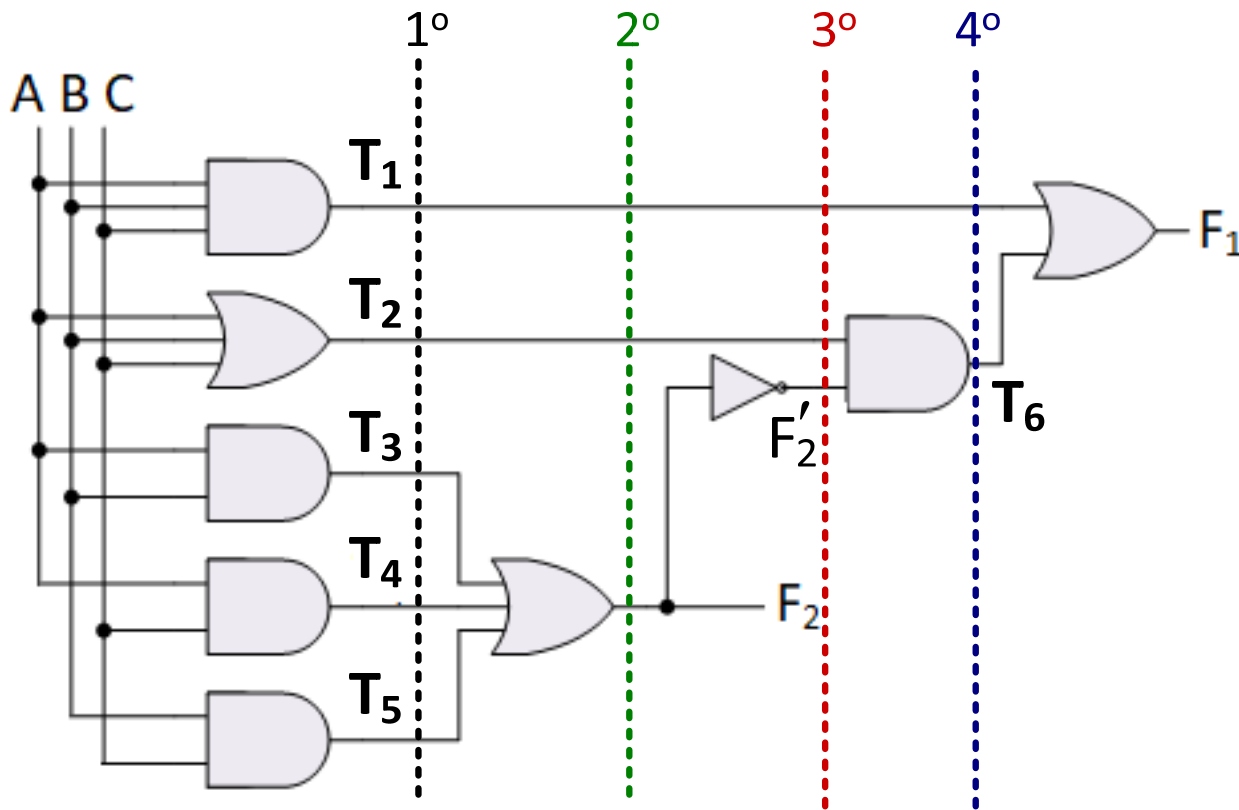 1º 2º 3º 4º
A B C
T₁
F₁
T₂
T₆
F₂′
T₃
T₄
F₂
T₅